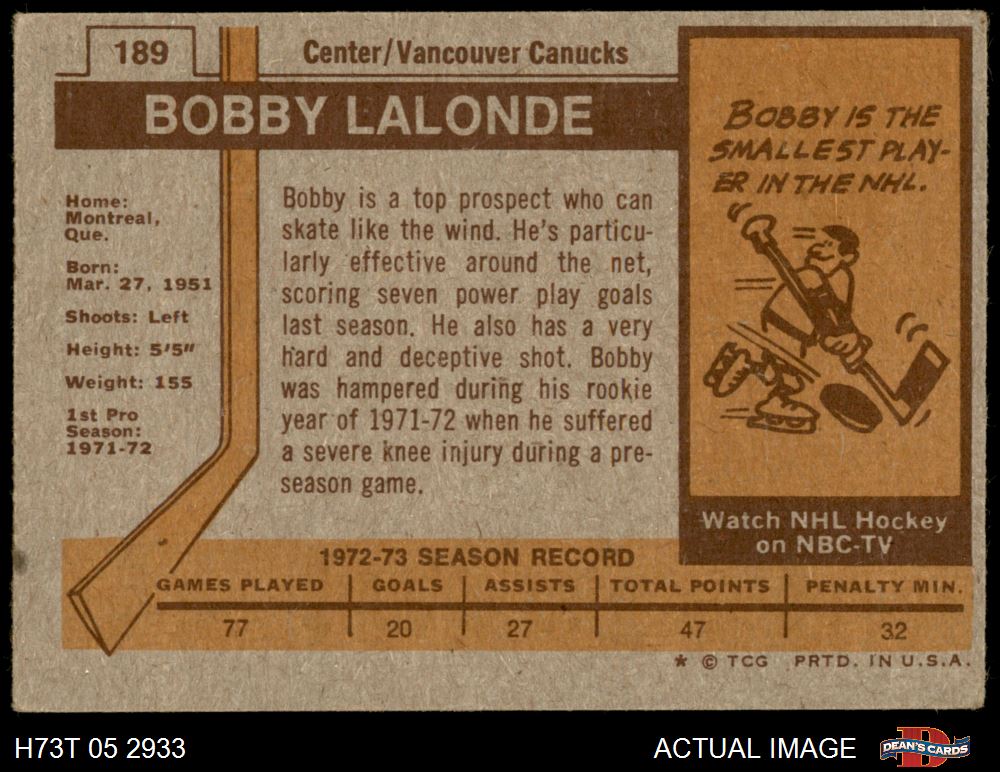 189
Center/Vancouver Canucks
BOBBY LALONDE
Home:
Montreal,
Que.
Born:
Mar. 27, 1951
Shoots: Left
Height: 5'5"
Weight: 155
1st Pro
Season:
1971-72
Bobby is a top prospect who can
skate like the wind. He's particu-
larly effective around the net,
scoring seven power play goals
last season. He also has a very
hard and deceptive shot. Bobby
was hampered during his rookie
year of 1971-72 when he suffered
a severe knee injury during a pre-
season game.
BOBBY IS THE
SMALLEST PLAY-
ER IN THE NHL.
Watch NHL Hockey
on NBC-TV
1972-73 SEASON RECORD
GAMES PLAYED GOALS ASSISTS TOTAL POINTS PENALTY MIN.
77 20 27 47 32
* © TCG PRTD. IN U.S.A.
H73T 05 2933
ACTUAL IMAGE
D
DEAN'S CARDS